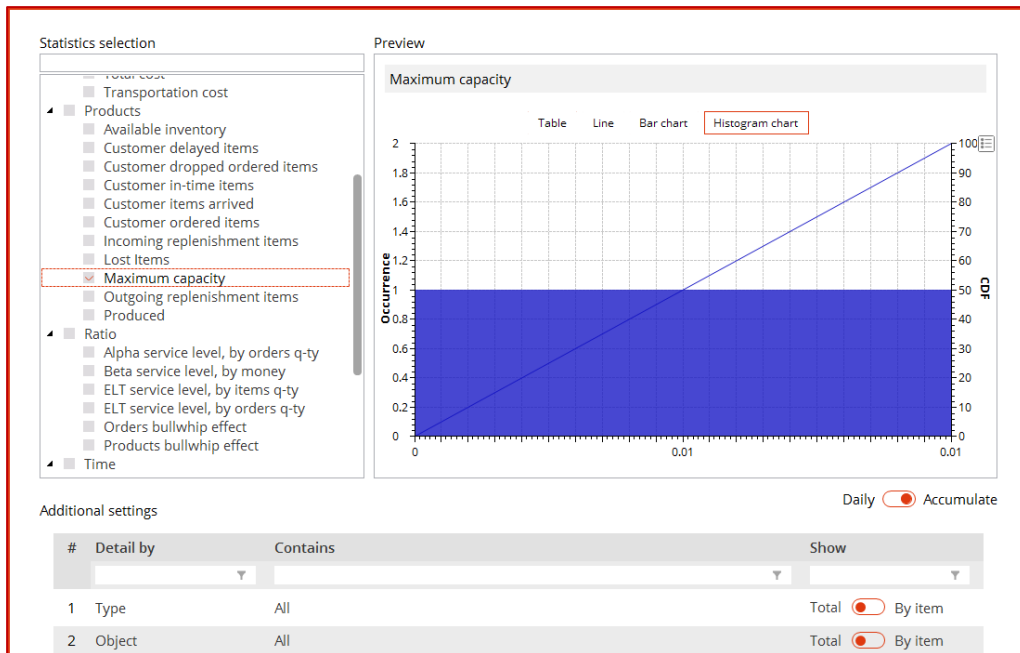 Statistics selection
Total cost
Transportation cost
Products
Available inventory
Customer delayed items
Customer dropped ordered items
Customer in-time items
Customer items arrived
Customer ordered items
Incoming replenishment items
Lost Items
Maximum capacity
Outgoing replenishment items
Produced
Ratio
Alpha service level, by orders q-ty
Beta service level, by money
ELT service level, by items q-ty
ELT service level, by orders q-ty
Orders bullwhip effect
Products bullwhip effect
Time
Preview
Maximum capacity
Table Line Bar chart Histogram chart
2 100
1.8 90
1.6 80
1.4 70
1.2 60
1 50
0.8 40
0.6 30
0.4 20
0.2 10
0 0
Occurrence
CDF
0 0.01 0.01
Daily Accumulate
Additional settings
# Detail by Contains Show
1 Type All Total By item
2 Object All Total By item